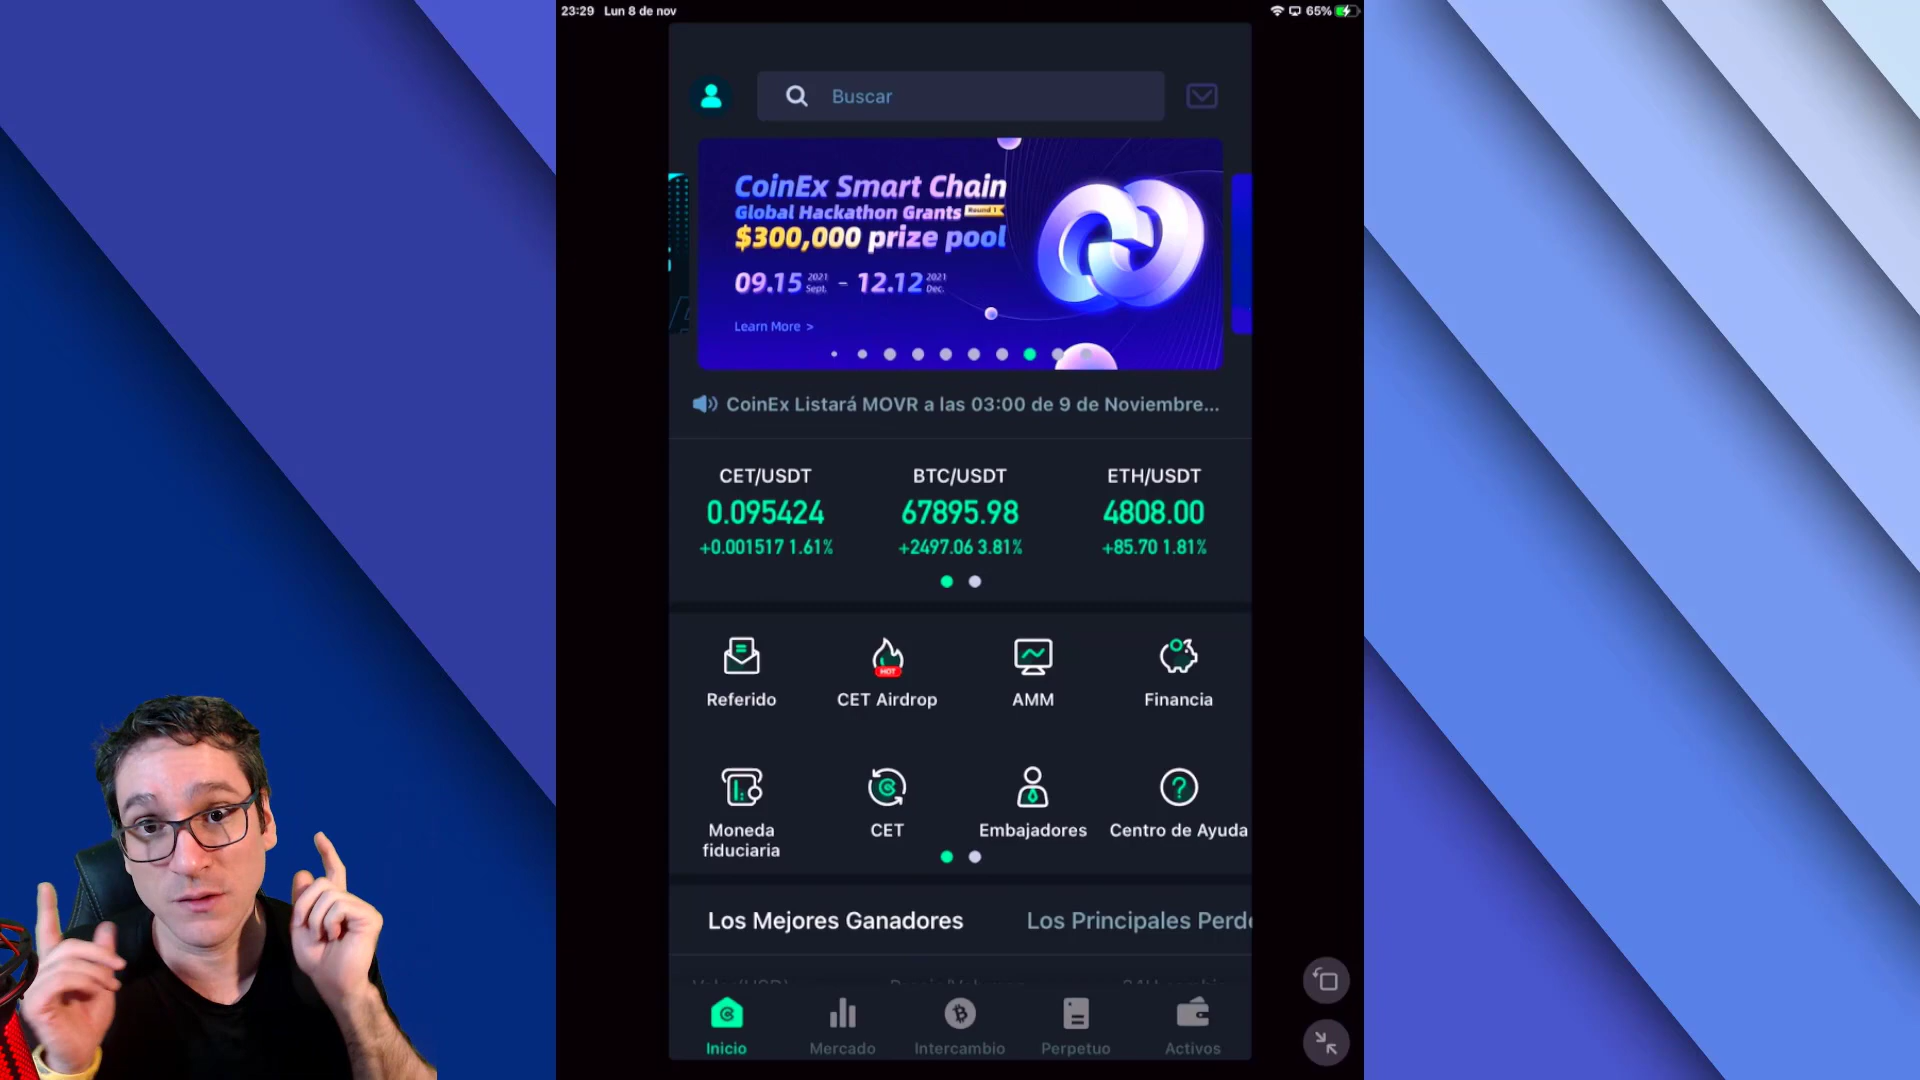 23:29 Lun 8 de nov
65%
Buscar
CoinEx Smart Chain
Global Hackathon Grants Round 1
$300,000 prize pool
09.15 2021 Sept. - 12.12 2021 Dec.
Learn More >
CoinEx Listará MOVR a las 03:00 de 9 de Noviembre...
CET/USDT BTC/USDT ETH/USDT
0.095424 67895.98 4808.00
+0.001517 1.61% +2497.06 3.81% +85.70 1.81%
HOT
Referido CET Airdrop AMM Financia
Moneda fiduciaria CET Embajadores Centro de Ayuda
Los Mejores Ganadores Los Principales Perd
Inicio Mercado Intercambio Perpetuo Activos